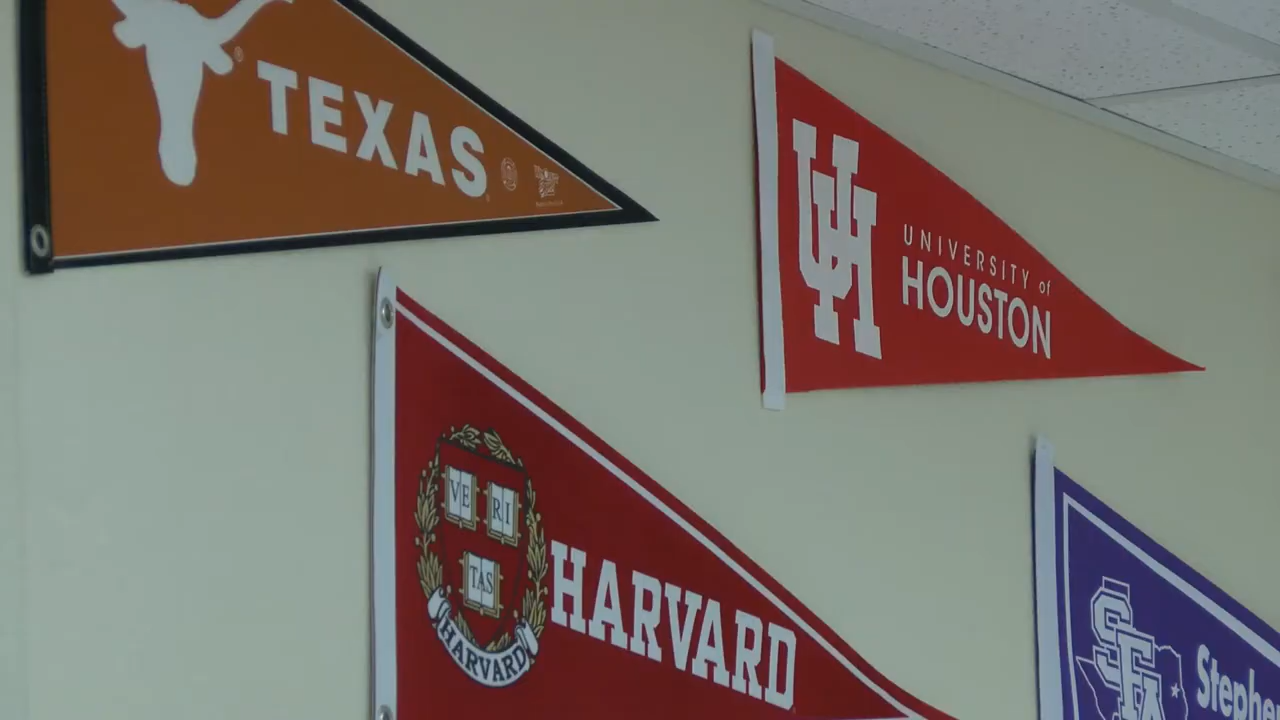 TEXAS
UH
UNIVERSITY of
HOUSTON
VE RI
TAS
HARVARD
HARVARD
SFA
Stephe